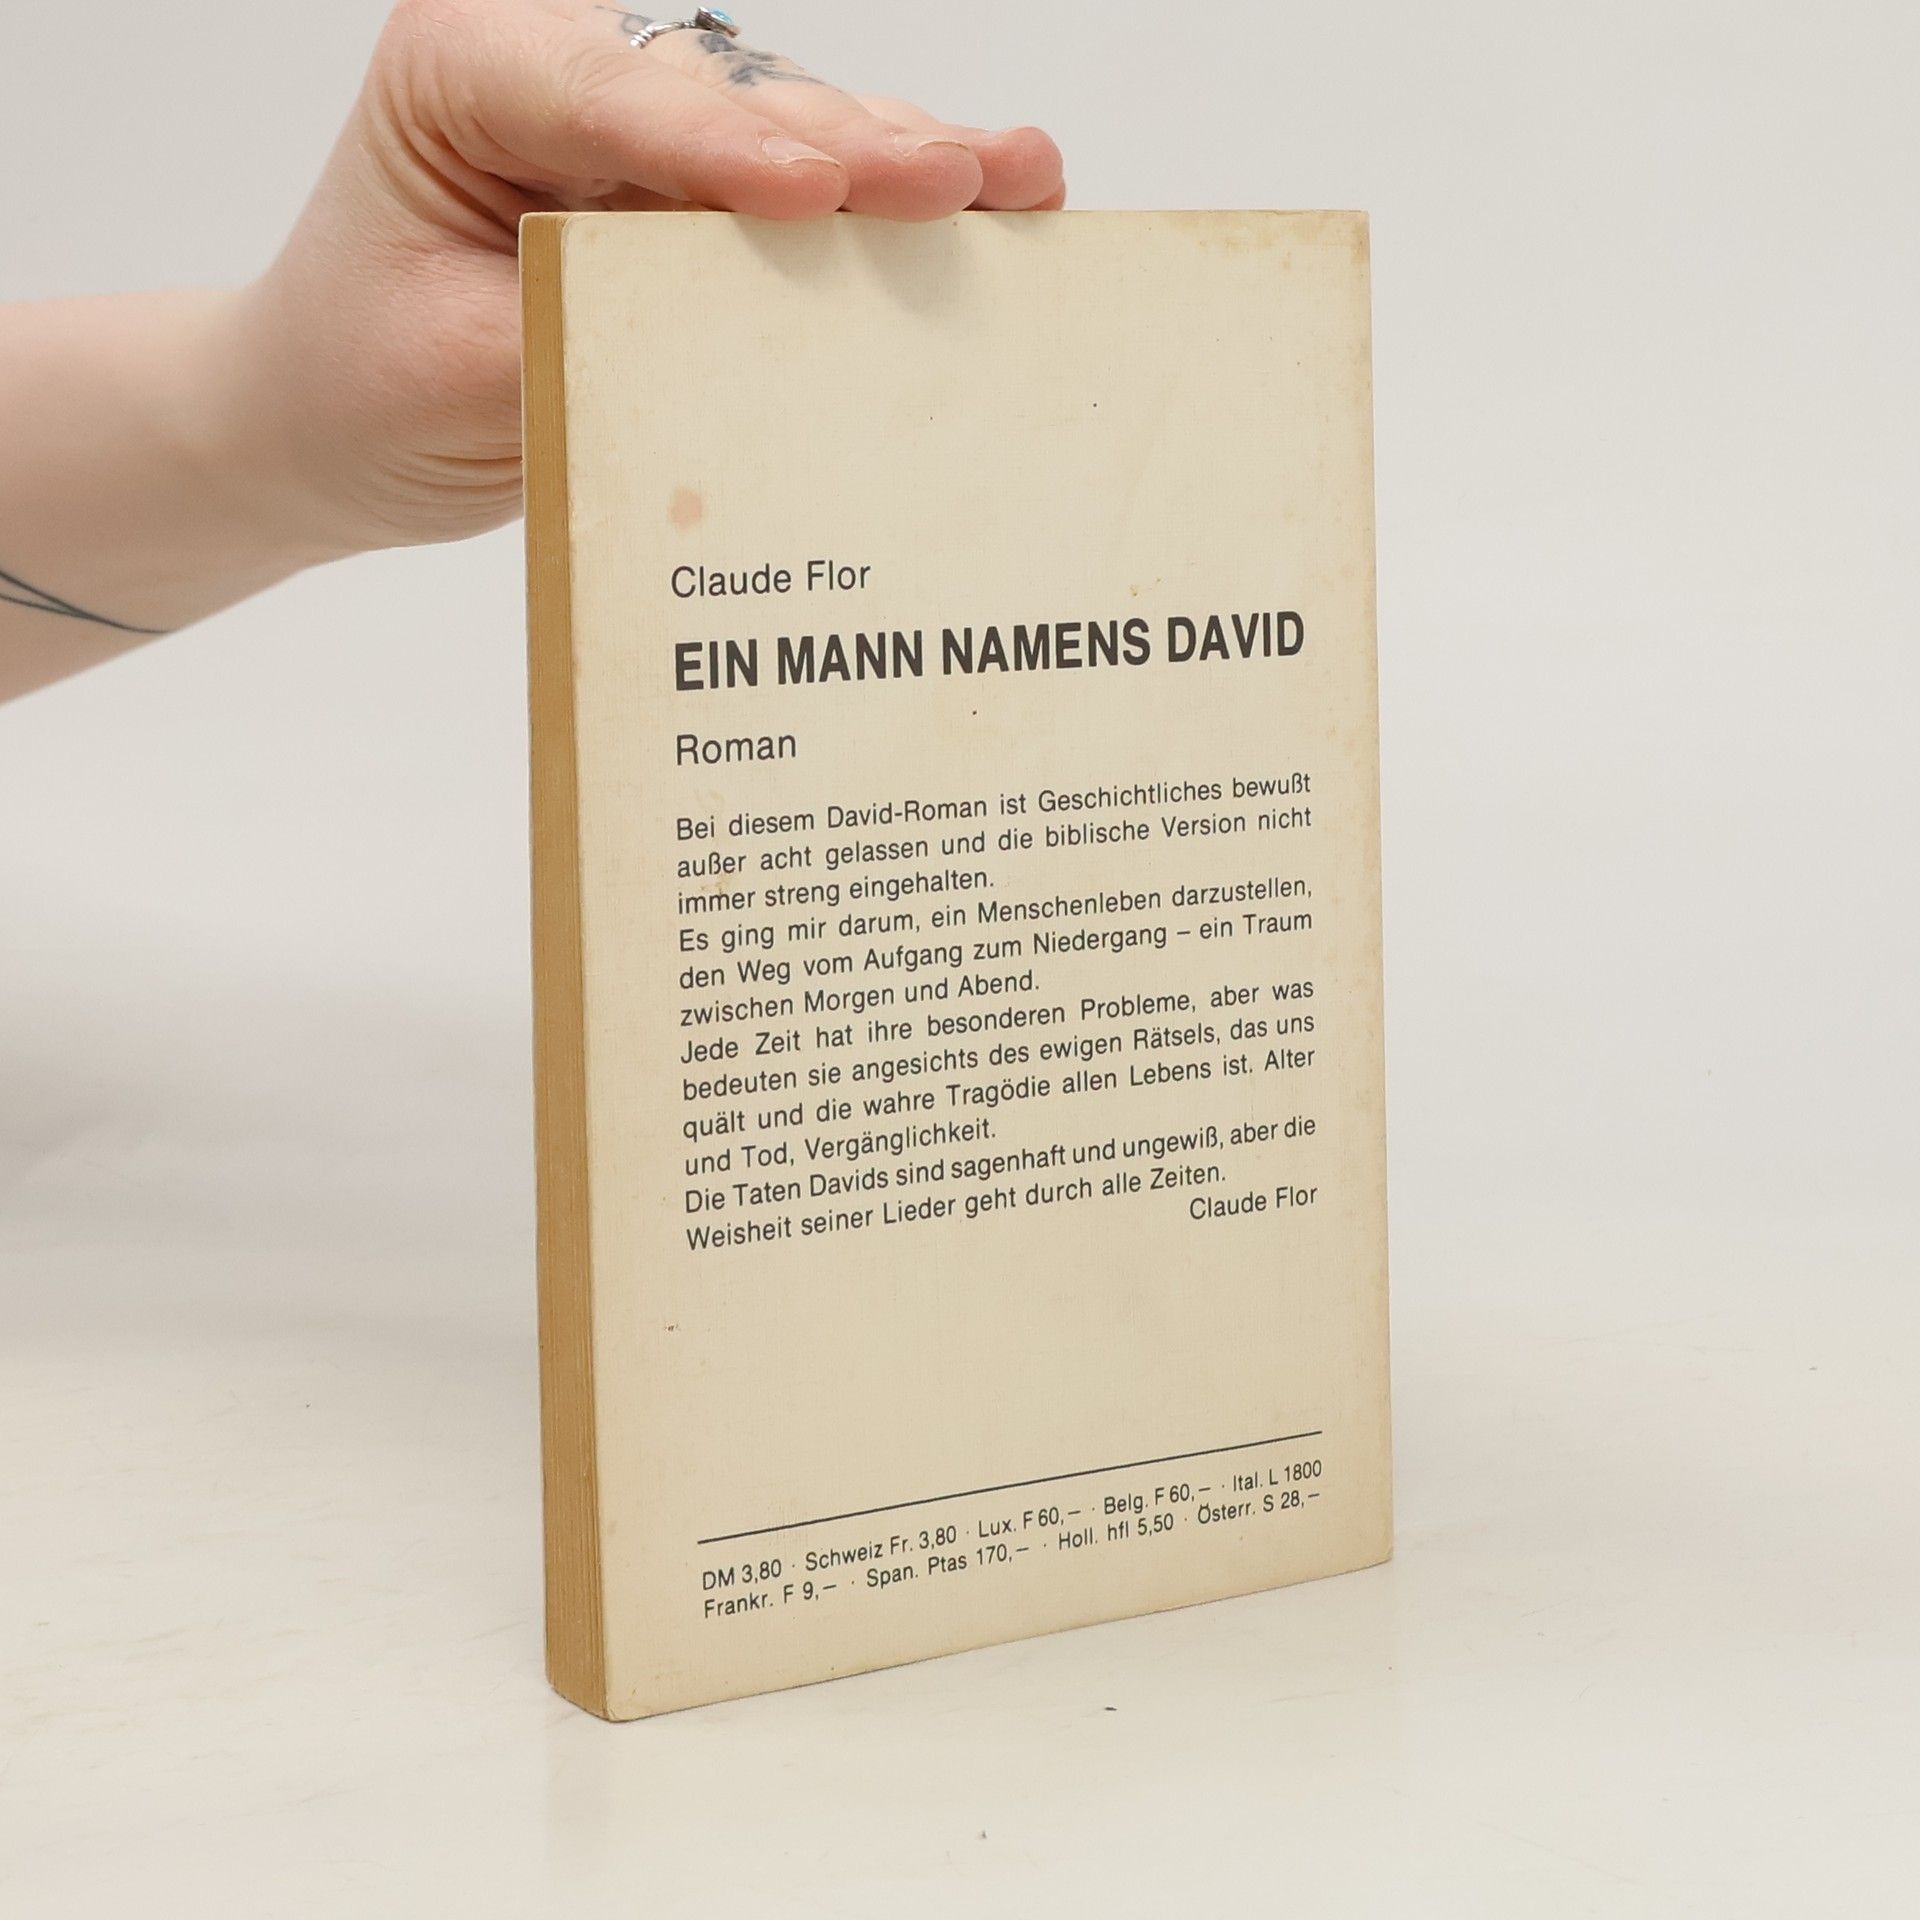 Claude Flor
EIN MANN NAMENS DAVID
Roman
Bei diesem David-Roman ist Geschichtliches bewußt
außer acht gelassen und die biblische Version nicht
immer streng eingehalten.
Es ging mir darum, ein Menschenleben darzustellen,
den Weg vom Aufgang zum Niedergang – ein Traum
zwischen Morgen und Abend.
Jede Zeit hat ihre besonderen Probleme, aber was
bedeuten sie angesichts des ewigen Rätsels, das uns
quält und die wahre Tragödie allen Lebens ist. Alter
und Tod, Vergänglichkeit.
Die Taten Davids sind sagenhaft und ungewiß, aber die
Weisheit seiner Lieder geht durch alle Zeiten.
Claude Flor
DM 3,80 · Schweiz Fr. 3,80 · Lux. F 60,– · Belg. F 60,– · Ital. L 1800
Frankr. F 9,– · Span. Ptas 170,– · Holl. hfl 5,50 · Österr. S 28,–